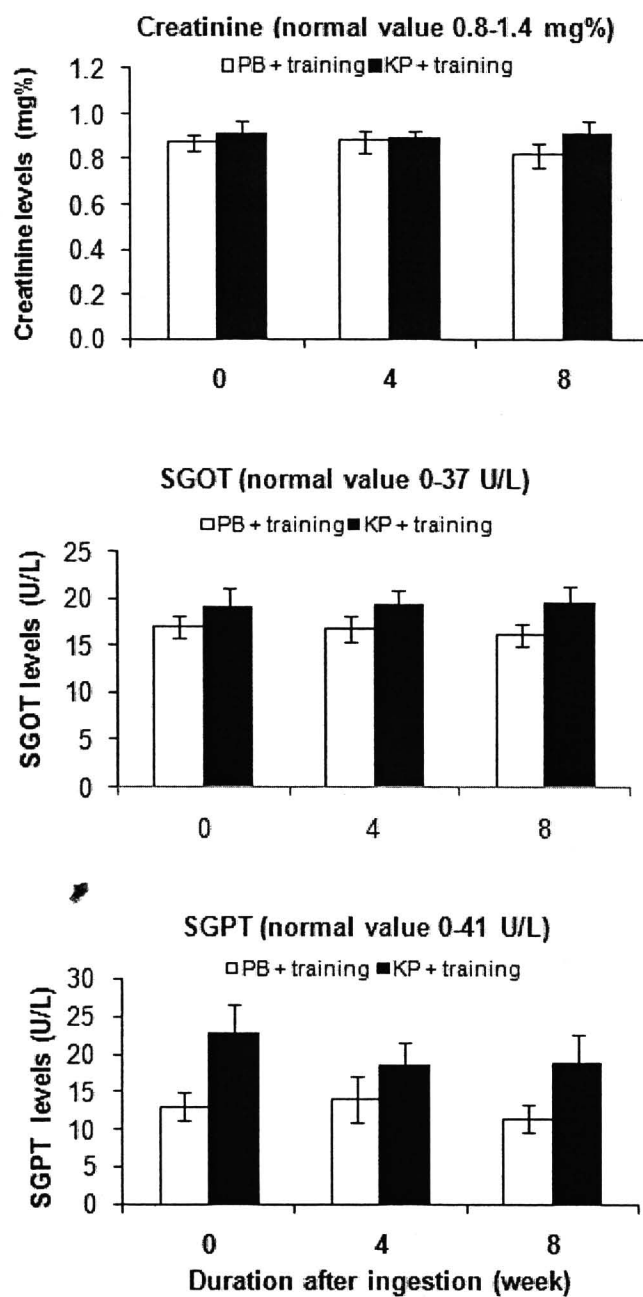 Creatinine (normal value 0.8-1.4 mg%)
PB + training KP + training
Creatinine levels (mg%)
1.2
1.0
0.8
0.6
0.4
0.2
0.0
0 4 8
SGOT (normal value 0-37 U/L)
PB + training KP + training
SGOT levels (U/L)
25
20
15
10
5
0
0 4 8
SGPT (normal value 0-41 U/L)
PB + training KP + training
SGPT levels (U/L)
30
25
20
15
10
5
0
0 4 8
Duration after ingestion (week)